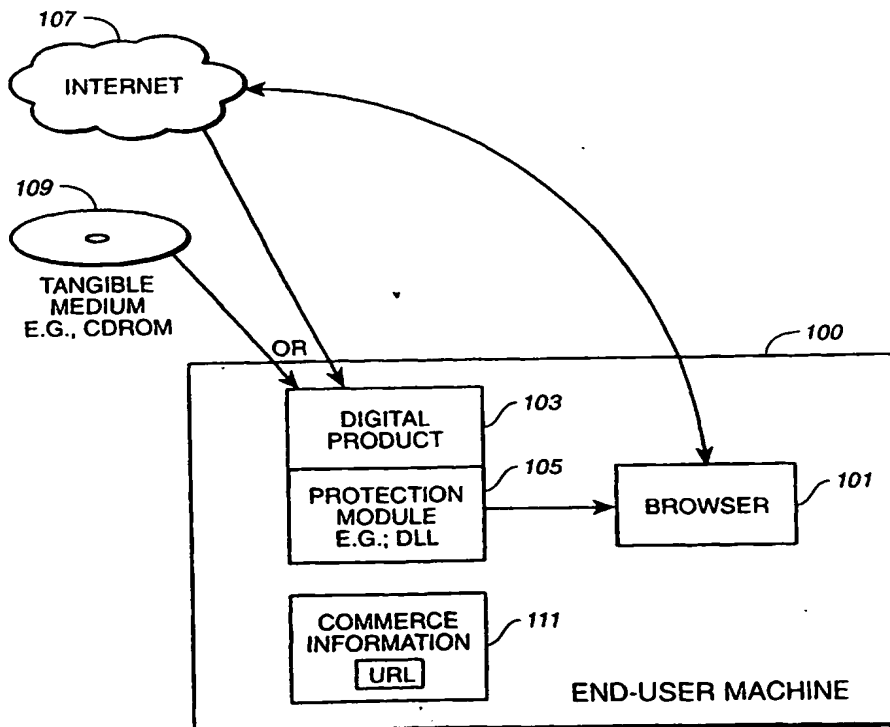 107
INTERNET
109
TANGIBLE
MEDIUM
E.G., CDROM
OR
100
DIGITAL
PRODUCT
103
PROTECTION
MODULE
E.G.; DLL
105
BROWSER
101
COMMERCE
INFORMATION
URL
111
END-USER MACHINE